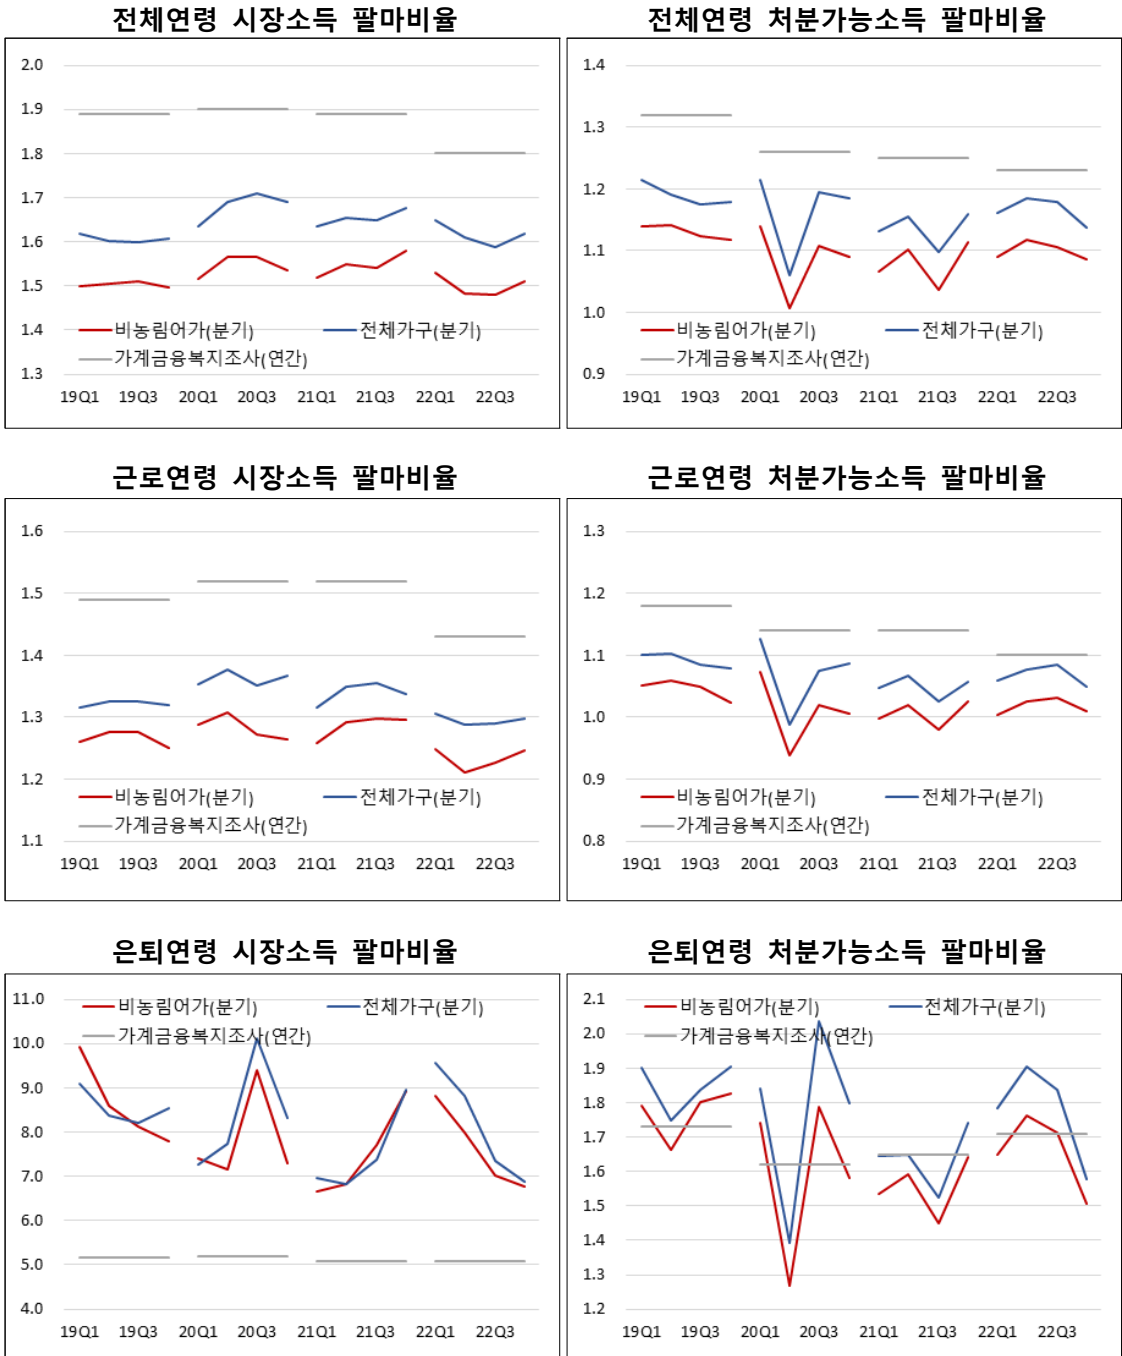 전체연령 시장소득 팔마비율
2.0
1.9
1.8
1.7
1.6
1.5
1.4
1.3
비농림어가(분기) 전체가구(분기)
가계금융복지조사(연간)
19Q1 19Q3 20Q1 20Q3 21Q1 21Q3 22Q1 22Q3
전체연령 처분가능소득 팔마비율
1.4
1.3
1.2
1.1
1.0
0.9
비농림어가(분기) 전체가구(분기)
가계금융복지조사(연간)
19Q1 19Q3 20Q1 20Q3 21Q1 21Q3 22Q1 22Q3
근로연령 시장소득 팔마비율
1.6
1.5
1.4
1.3
1.2
1.1
비농림어가(분기) 전체가구(분기)
가계금융복지조사(연간)
19Q1 19Q3 20Q1 20Q3 21Q1 21Q3 22Q1 22Q3
근로연령 처분가능소득 팔마비율
1.3
1.2
1.1
1.0
0.9
0.8
비농림어가(분기) 전체가구(분기)
가계금융복지조사(연간)
19Q1 19Q3 20Q1 20Q3 21Q1 21Q3 22Q1 22Q3
은퇴연령 시장소득 팔마비율
11.0
10.0
9.0
8.0
7.0
6.0
5.0
4.0
비농림어가(분기) 전체가구(분기)
가계금융복지조사(연간)
19Q1 19Q3 20Q1 20Q3 21Q1 21Q3 22Q1 22Q3
은퇴연령 처분가능소득 팔마비율
2.1
2.0
1.9
1.8
1.7
1.6
1.5
1.4
1.3
1.2
비농림어가(분기) 전체가구(분기)
가계금융복지조사(연간)
19Q1 19Q3 20Q1 20Q3 21Q1 21Q3 22Q1 22Q3